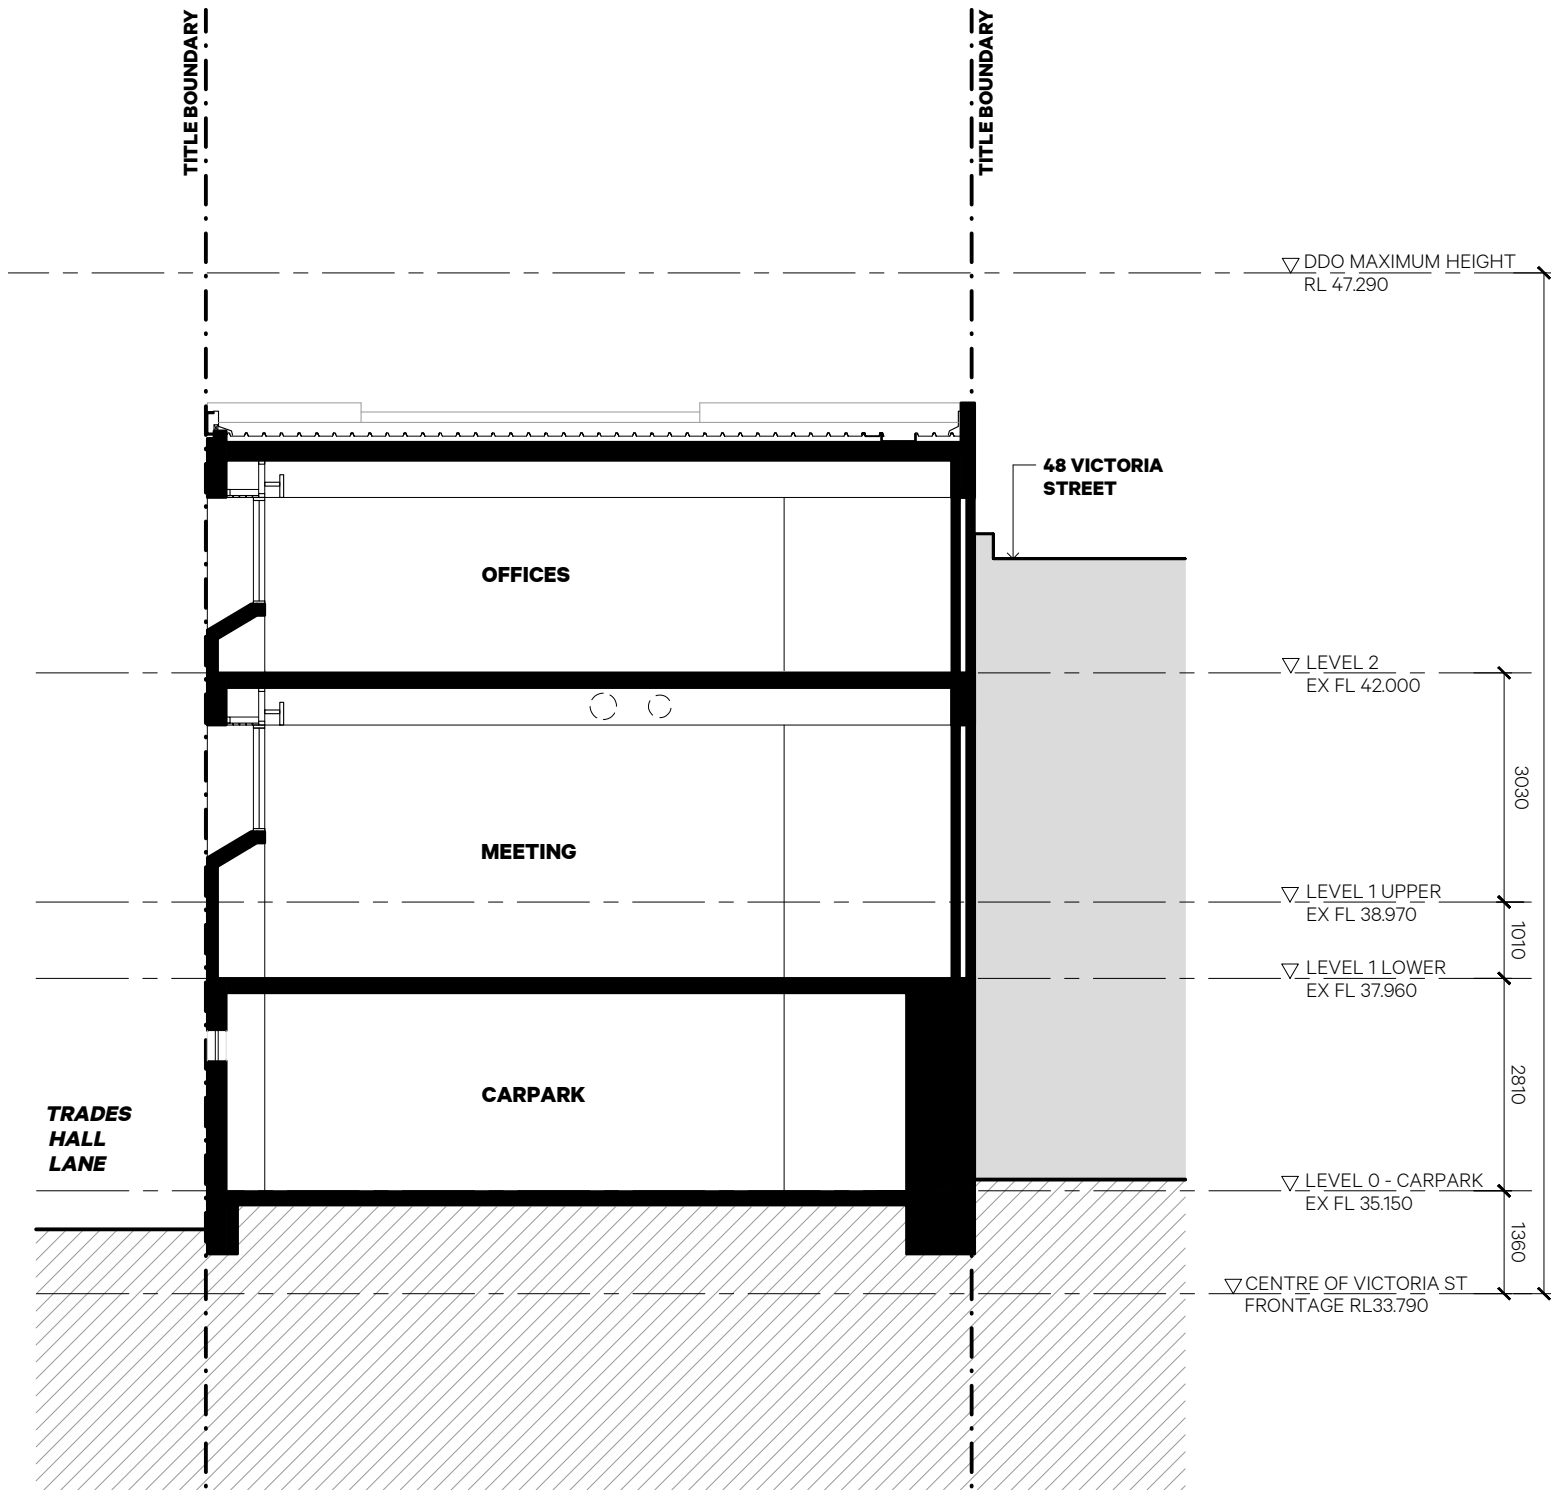 TITLE BOUNDARY
TITLE BOUNDARY
DDO MAXIMUM HEIGHT
RL 47.290
48 VICTORIA
STREET
OFFICES
LEVEL 2
EX FL 42.000
3030
MEETING
LEVEL 1 UPPER
EX FL 38.970
1010
LEVEL 1 LOWER
EX FL 37.960
2810
CARPARK
TRADES
HALL
LANE
LEVEL 0 - CARPARK
EX FL 35.150
1360
CENTRE OF VICTORIA ST
FRONTAGE RL33.790